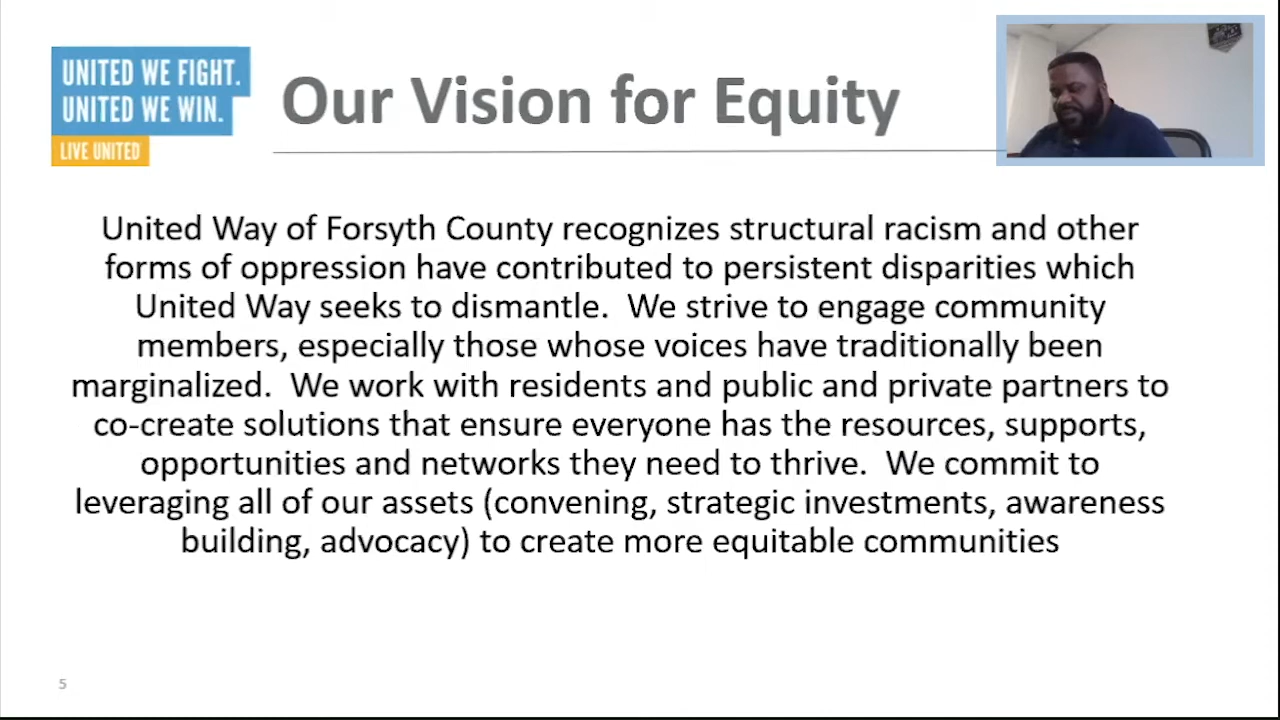 UNITED WE FIGHT.
UNITED WE WIN.
LIVE UNITED
Our Vision for Equity
United Way of Forsyth County recognizes structural racism and other
forms of oppression have contributed to persistent disparities which
United Way seeks to dismantle.  We strive to engage community
members, especially those whose voices have traditionally been
marginalized.  We work with residents and public and private partners to
co-create solutions that ensure everyone has the resources, supports,
opportunities and networks they need to thrive.  We commit to
leveraging all of our assets (convening, strategic investments, awareness
building, advocacy) to create more equitable communities
5